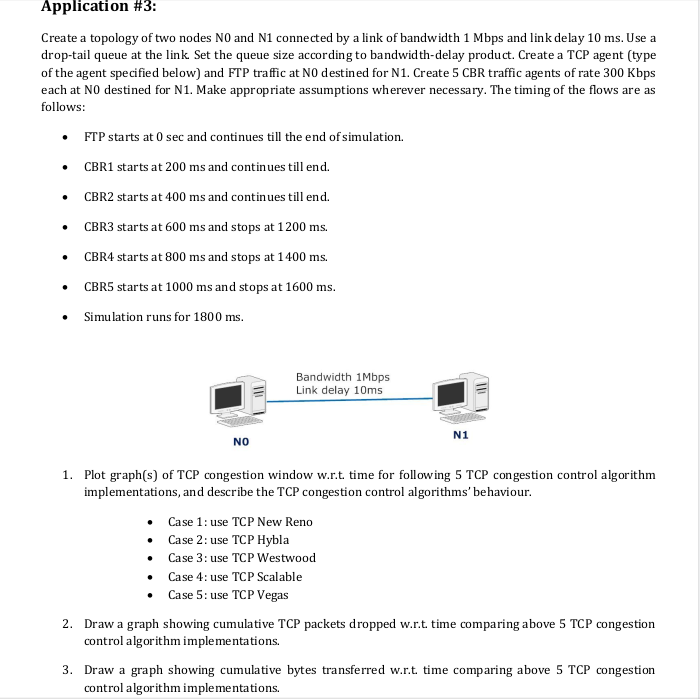 Application #3:
Create a topology of two nodes N0 and N1 connected by a link of bandwidth 1 Mbps and link delay 10 ms. Use a
drop-tail queue at the link. Set the queue size according to bandwidth-delay product. Create a TCP agent (type
of the agent specified below) and FTP traffic at N0 destined for N1. Create 5 CBR traffic agents of rate 300 Kbps
each at N0 destined for N1. Make appropriate assumptions wherever necessary. The timing of the flows are as
follows:
• FTP starts at 0 sec and continues till the end of simulation.
• CBR1 starts at 200 ms and continues till end.
• CBR2 starts at 400 ms and continues till end.
• CBR3 starts at 600 ms and stops at 1200 ms.
• CBR4 starts at 800 ms and stops at 1400 ms.
• CBR5 starts at 1000 ms and stops at 1600 ms.
• Simulation runs for 1800 ms.
Bandwidth 1Mbps
Link delay 10ms
N0
N1
1. Plot graph(s) of TCP congestion window w.r.t. time for following 5 TCP congestion control algorithm
implementations, and describe the TCP congestion control algorithms' behaviour.
• Case 1: use TCP New Reno
• Case 2: use TCP Hybla
• Case 3: use TCP Westwood
• Case 4: use TCP Scalable
• Case 5: use TCP Vegas
2. Draw a graph showing cumulative TCP packets dropped w.r.t. time comparing above 5 TCP congestion
control algorithm implementations.
3. Draw a graph showing cumulative bytes transferred w.r.t. time comparing above 5 TCP congestion
control algorithm implementations.